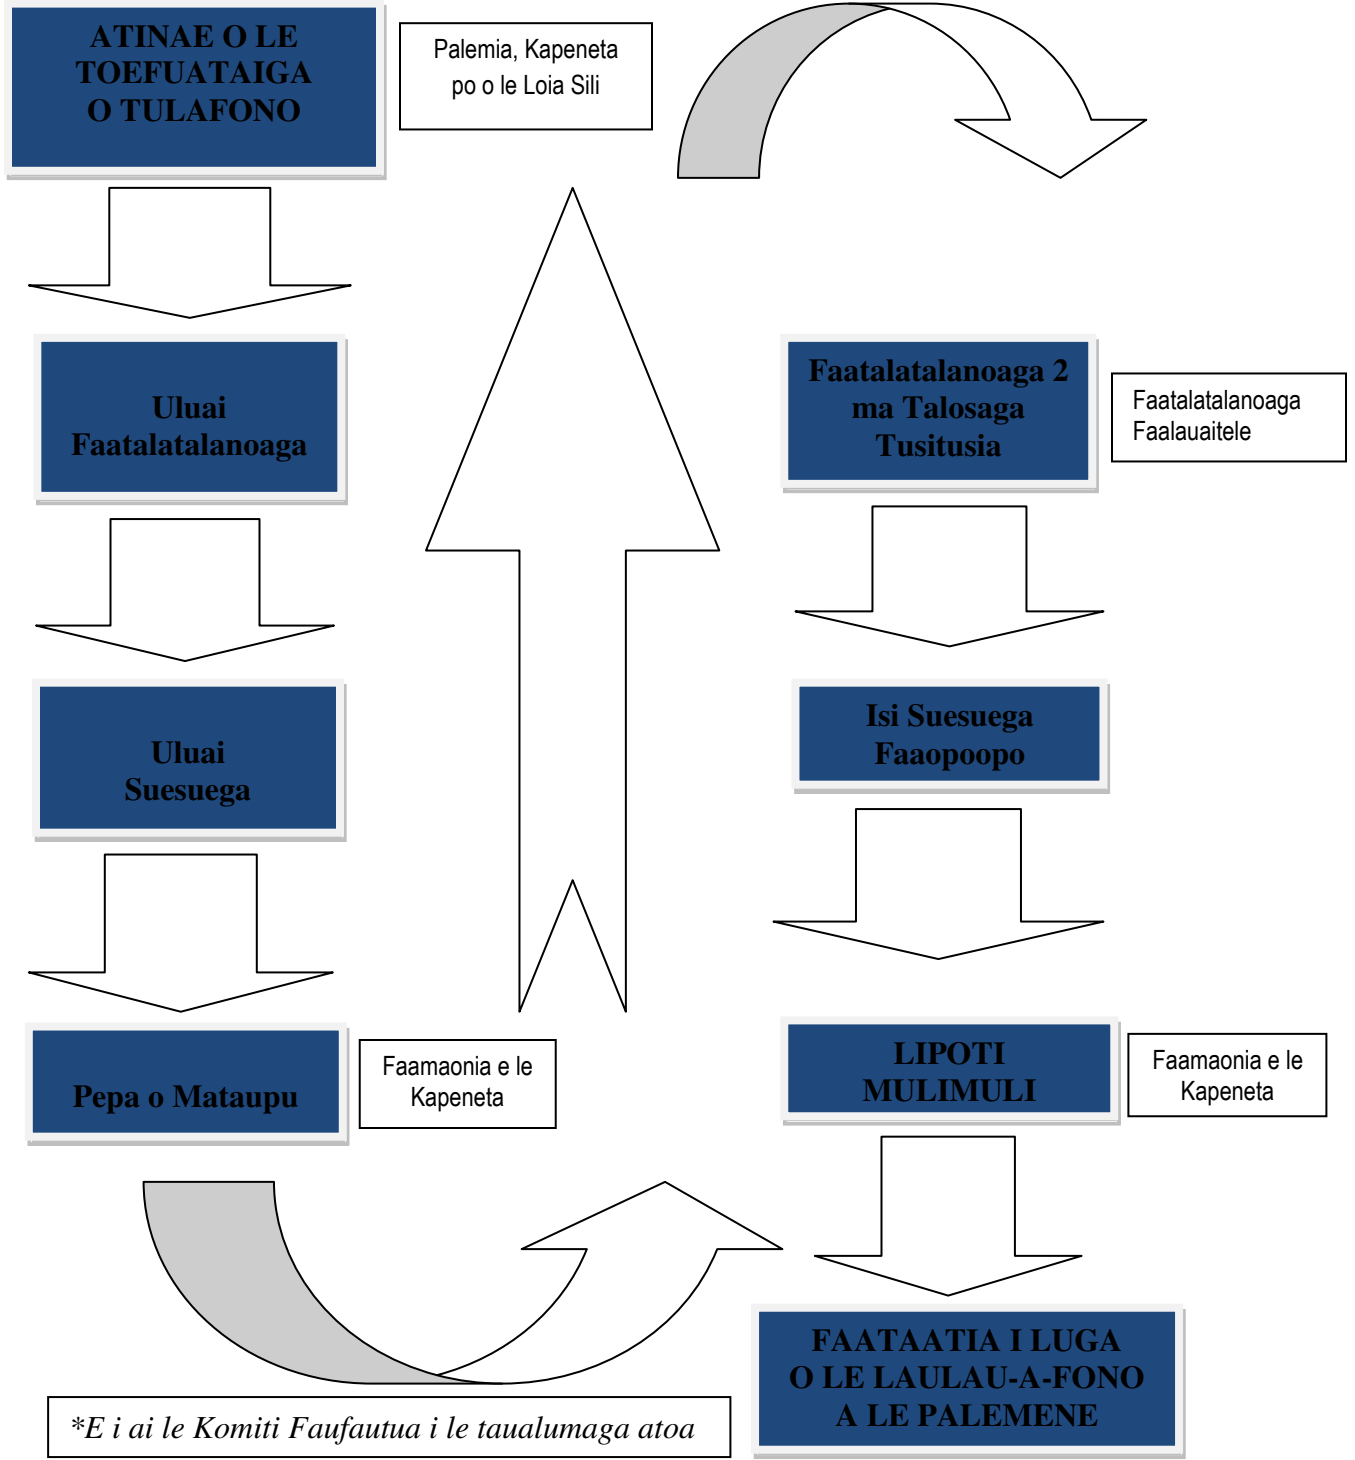 ATINAE O LE
TOEFUATAIGA
O TULAFONO
Palemia, Kapeneta
po o le Loia Sili
Uluai
Faatalatalanoaga
Uluai
Suesuega
Pepa o Mataupu
Faamaonia e le
Kapeneta
Faatalatalanoaga 2
ma Talosaga
Tusitusia
Faatalatalanoaga
Faalauaitele
Isi Suesuega
Faaopoopo
LIPOTI
MULIMULI
Faamaonia e le
Kapeneta
FAATAATIA I LUGA
O LE LAULAU-A-FONO
A LE PALEMENE
*E i ai le Komiti Faufautua i le taualumaga atoa